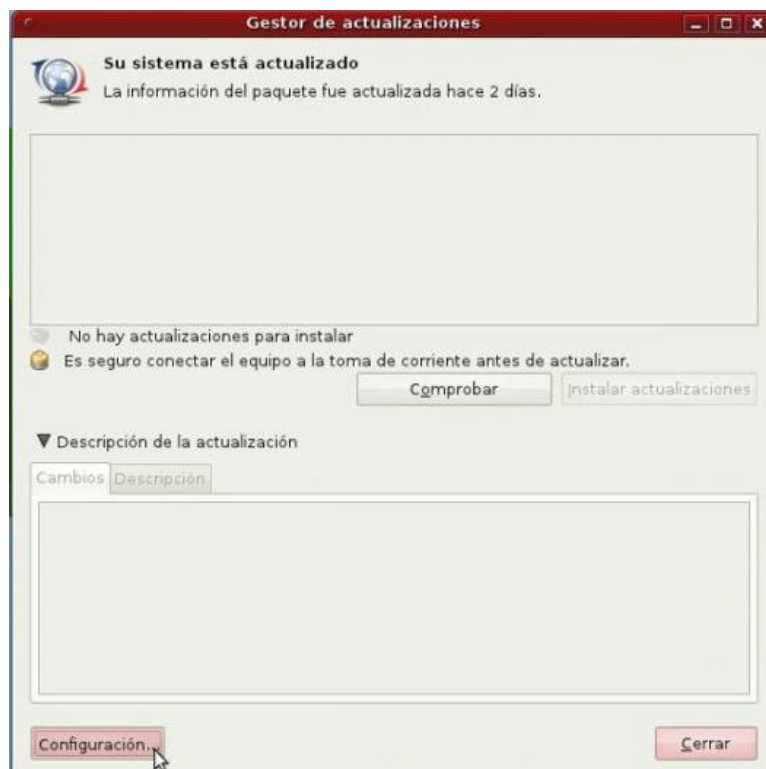 Gestor de actualizaciones
Su sistema está actualizado
La información del paquete fue actualizada hace 2 días.
No hay actualizaciones para instalar
Es seguro conectar el equipo a la toma de corriente antes de actualizar.
Comprobar
Instalar actualizaciones
Descripción de la actualización
Cambios
Descripción
Configuración...
Cerrar